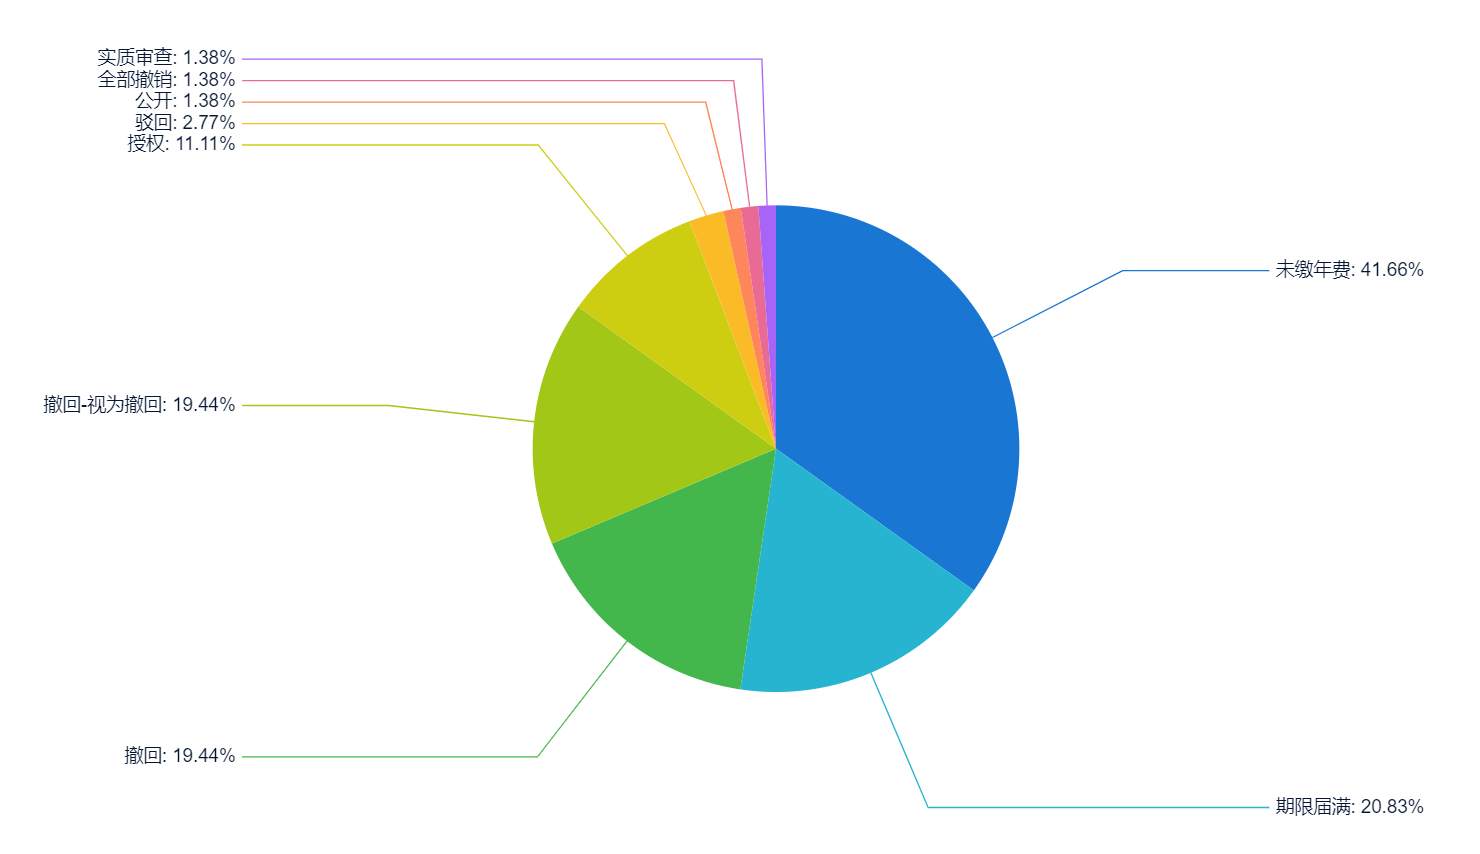 实质审查: 1.38%
全部撤销: 1.38%
公开: 1.38%
驳回: 2.77%
授权: 11.11%
未缴年费: 41.66%
撤回-视为撤回: 19.44%
撤回: 19.44%
期限届满: 20.83%